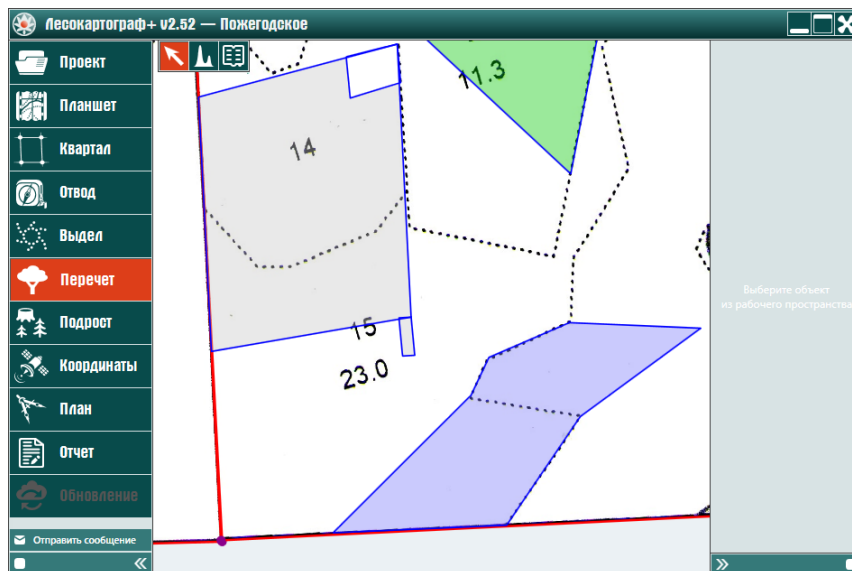 Лесокартограф+ v2.52 — Пожегодское
Проект
Планшет
Квартал
Отвод
Выдел
Перечет
Подрост
Координаты
План
Отчет
Обновление
Отправить сообщение
11.3
14
15
23.0
Выберите объект
из рабочего пространства